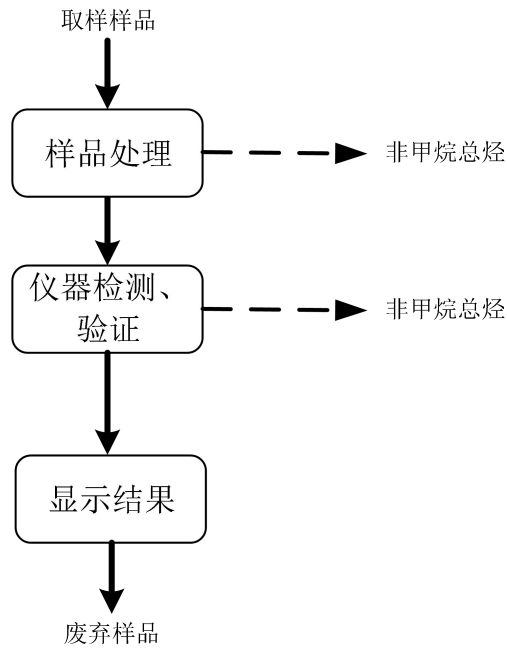 取样样品
样品处理
非甲烷总烃
仪器检测、
验证
非甲烷总烃
显示结果
废弃样品